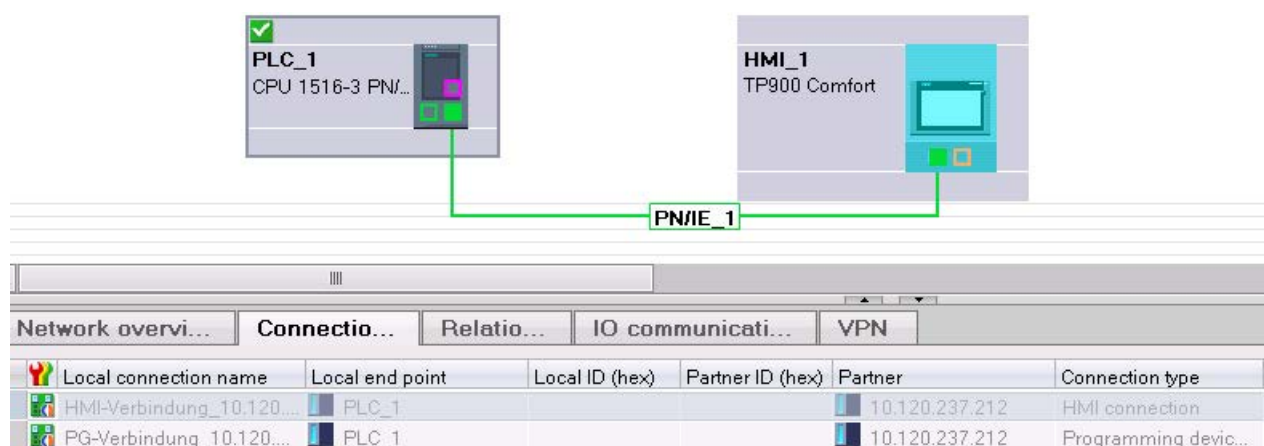 PLC_1
CPU 1516-3 PN/...
HMI_1
TP900 Comfort
PN/IE_1
Network overvi...
Connectio...
Relatio...
IO communicati...
VPN
Local connection name
Local end point
Local ID (hex)
Partner ID (hex)
Partner
Connection type
HMI-Verbindung_10.120.... PLC_1 10.120.237.212 HMI connection
PG-Verbindung_10.120.... PLC_1 10.120.237.212 Programming devic...